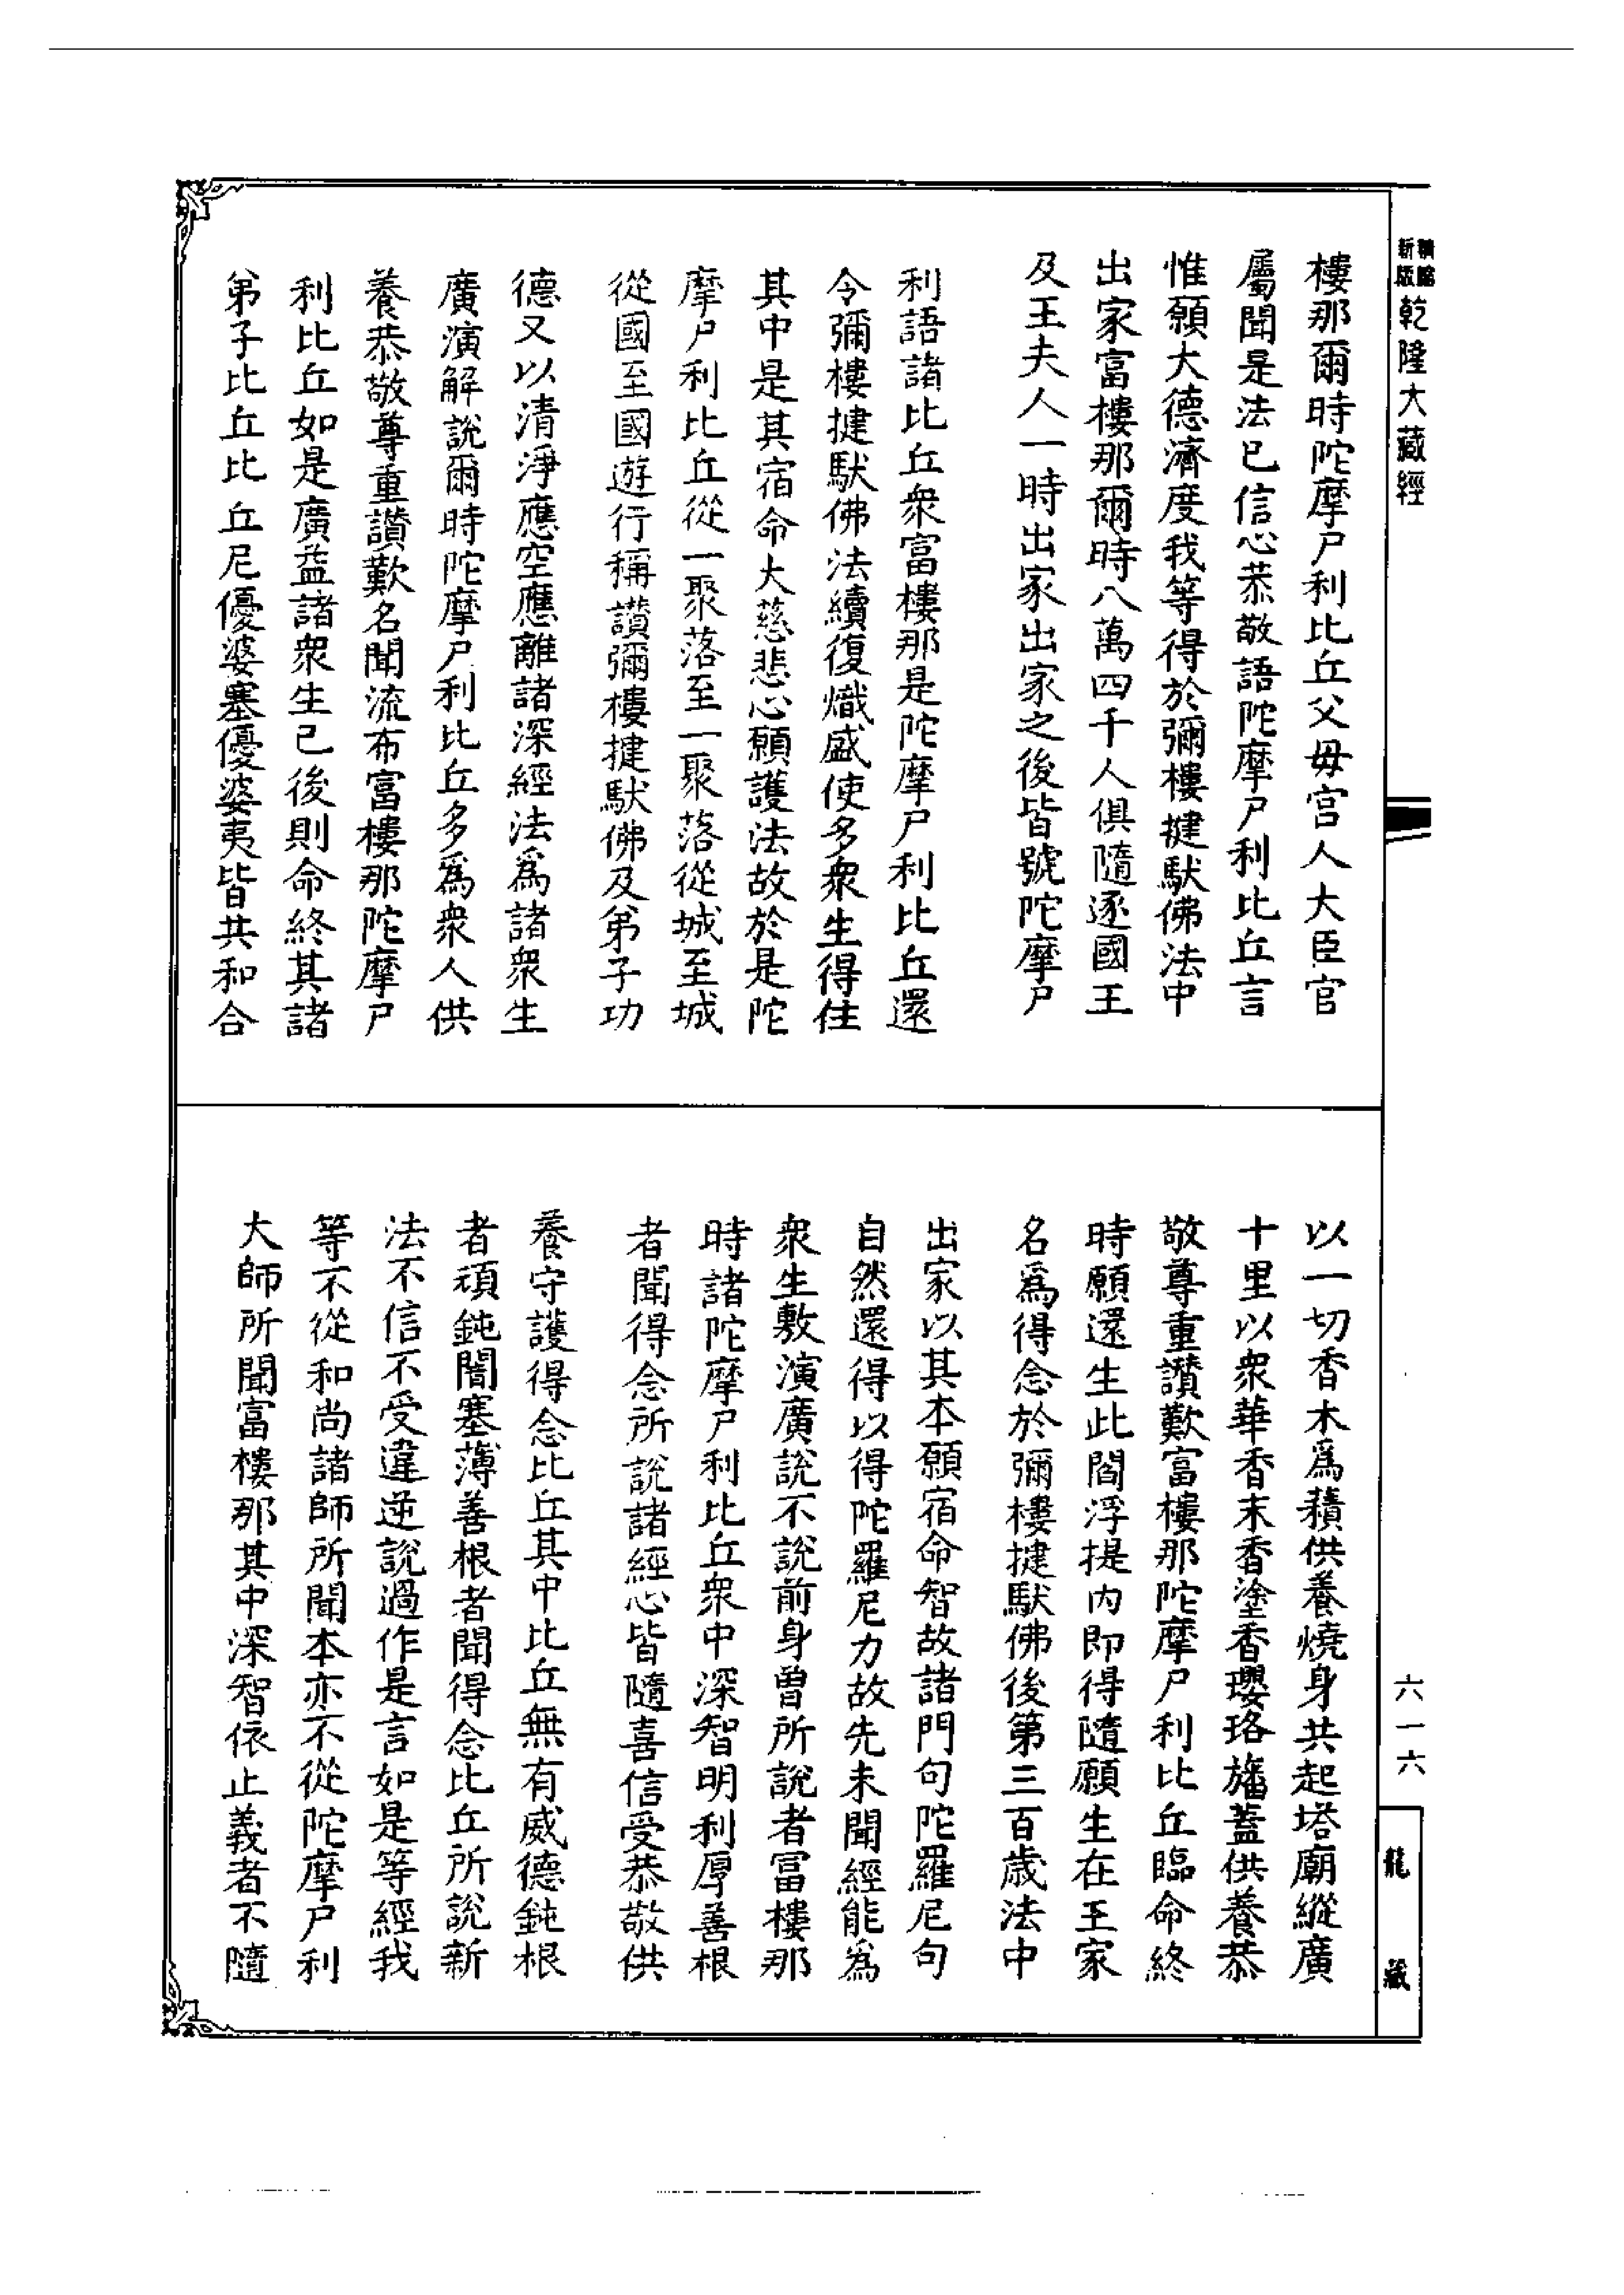 精縮新版乾隆大藏經
樓那爾時陀摩尸利比丘父毋宮人大臣官
屬聞是法已信心恭敬語陀摩尸利比丘言
惟願大德濟度我等得於彌樓揵馱佛法中
出家富樓那爾時八萬四千人俱隨逐國王
及王夫人一時出家出家之後皆號陀摩尸
利語諸比丘衆富樓那是陀摩尸利比丘還
令彌樓揵馱佛法續復熾盛使多衆生得住
其中是其宿命大慈悲心願護法故於是陀
摩尸利比丘從一聚落至一聚落從城至城
從國至國遊行稱讃彌樓揵馱佛及弟子功
德又以清淨應空應離諸深經法爲諸衆生
廣演解說爾時陀摩尸利比丘多爲衆人供
養恭敬尊重讃歎名聞流布富樓那陀摩尸
利比丘如是廣益諸衆生已後則命終其諸
弟子比丘比丘尼優婆塞優婆夷皆共和合
以一切香木爲䕃供養燒身共起塔廟縱廣
十里以衆華香末香塗香瓔珞旛蓋供養恭
敬尊重讃歎富樓那陀摩尸利比丘臨命終
時願還生此閻浮提內即得隨願生在王家
名爲得念於彌樓揵馱佛後第三百歲法中
出家以其本願宿命智故諸門句陀羅尼句
自然還得以得陀羅尼力故先未聞經能爲
衆生敷演廣說不說前身曾所說者富樓那
時諸陀摩尸利比丘衆中深智明利厚善根
者聞得念所說諸經心皆隨喜信受恭敬供
養守護得念比丘其中比丘無有威德鈍根
者頑鈍闇塞薄善根者聞得念比丘所說新
法不信不受違逆說過作是言如是等經我
等不從和尚諸師所聞本亦不從陀摩尸利
大師所聞富樓那其中深智依止義者不隨
六一六
龍藏